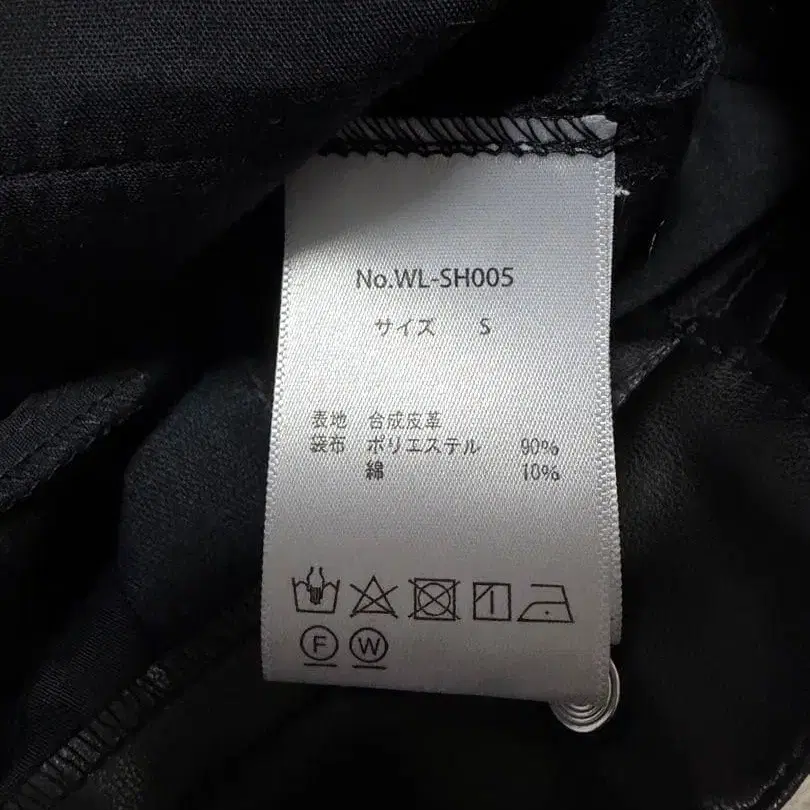 No.WL-SH005
サイズ S
表地 合成皮革
袋布 ポリエステル 90%
綿 10%
F W